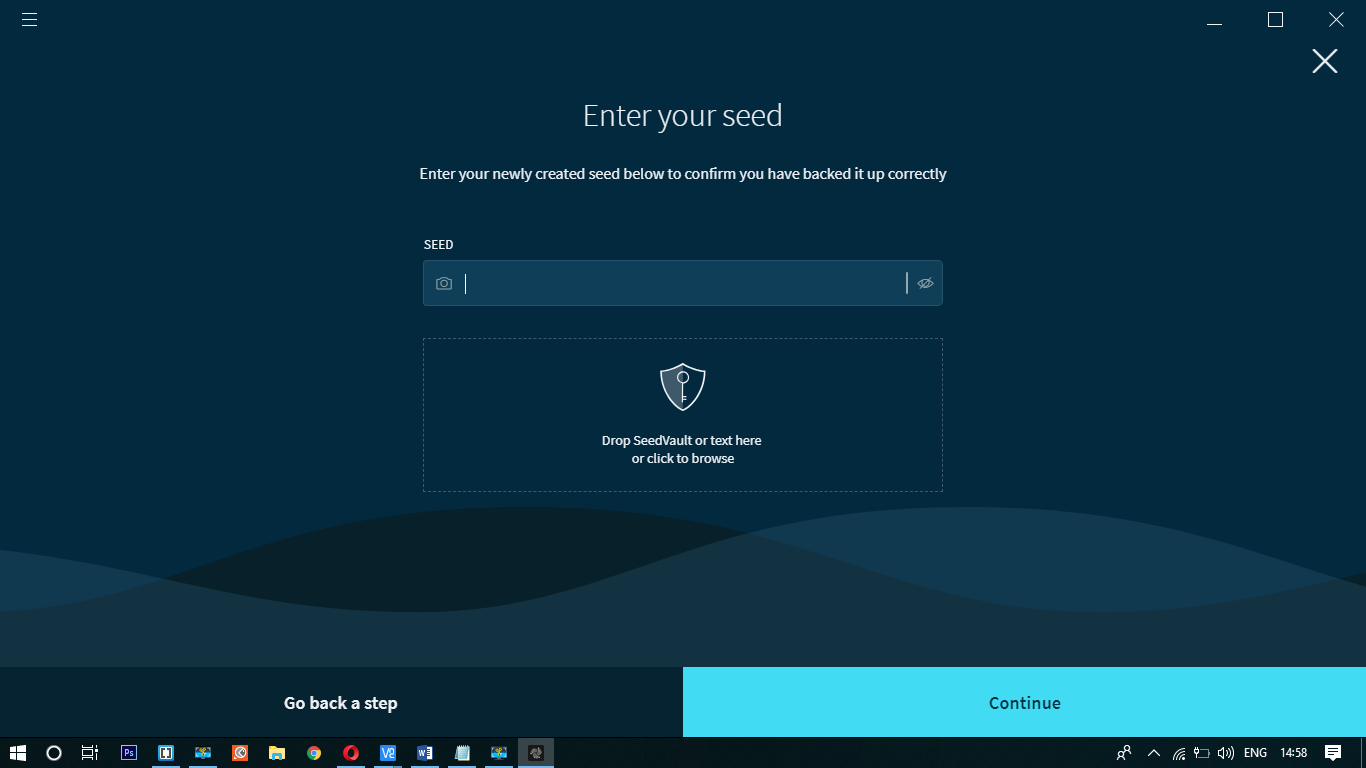 Enter your seed
Enter your newly created seed below to confirm you have backed it up correctly
SEED
Drop SeedVault or text here
or click to browse
Go back a step
Continue
Ps
ENG
14:58